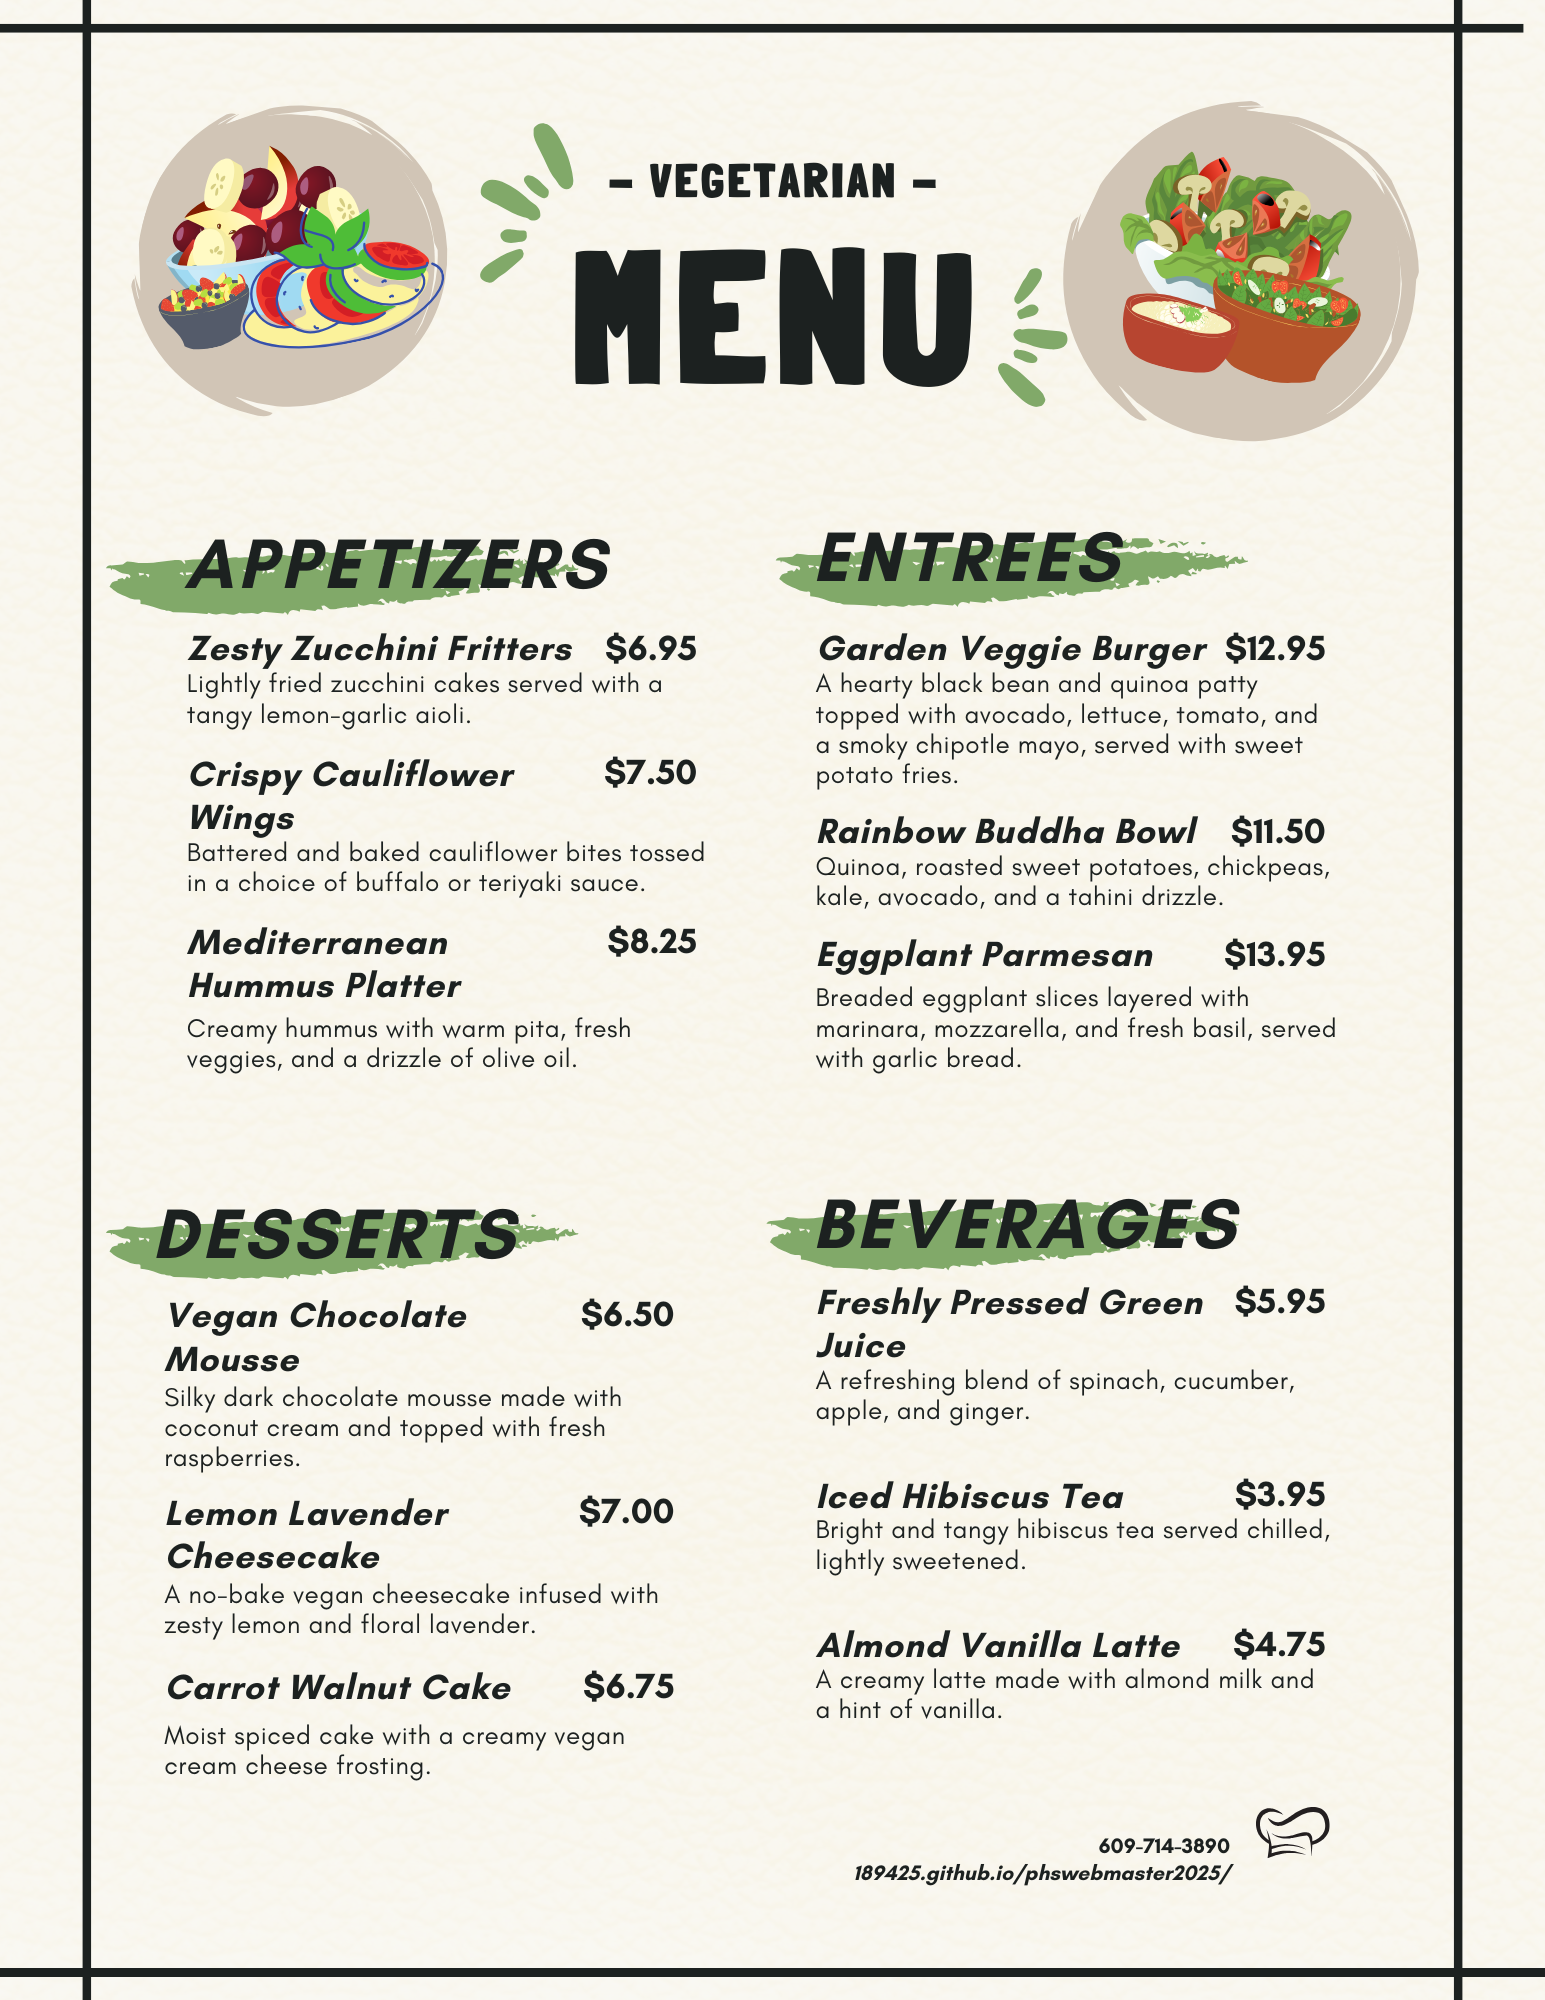 – VEGETARIAN –
MENU
APPETIZERS
Zesty Zucchini Fritters $6.95
Lightly fried zucchini cakes served with a
tangy lemon-garlic aioli.
Crispy Cauliflower $7.50
Wings
Battered and baked cauliflower bites tossed
in a choice of buffalo or teriyaki sauce.
Mediterranean $8.25
Hummus Platter
Creamy hummus with warm pita, fresh
veggies, and a drizzle of olive oil.
ENTREES
Garden Veggie Burger $12.95
A hearty black bean and quinoa patty
topped with avocado, lettuce, tomato, and
a smoky chipotle mayo, served with sweet
potato fries.
Rainbow Buddha Bowl $11.50
Quinoa, roasted sweet potatoes, chickpeas,
kale, avocado, and a tahini drizzle.
Eggplant Parmesan $13.95
Breaded eggplant slices layered with
marinara, mozzarella, and fresh basil, served
with garlic bread.
DESSERTS
Vegan Chocolate $6.50
Mousse
Silky dark chocolate mousse made with
coconut cream and topped with fresh
raspberries.
Lemon Lavender $7.00
Cheesecake
A no-bake vegan cheesecake infused with
zesty lemon and floral lavender.
Carrot Walnut Cake $6.75
Moist spiced cake with a creamy vegan
cream cheese frosting.
BEVERAGES
Freshly Pressed Green $5.95
Juice
A refreshing blend of spinach, cucumber,
apple, and ginger.
Iced Hibiscus Tea $3.95
Bright and tangy hibiscus tea served chilled,
lightly sweetened.
Almond Vanilla Latte $4.75
A creamy latte made with almond milk and
a hint of vanilla.
609-714-3890
189425.github.io/phswebmaster2025/